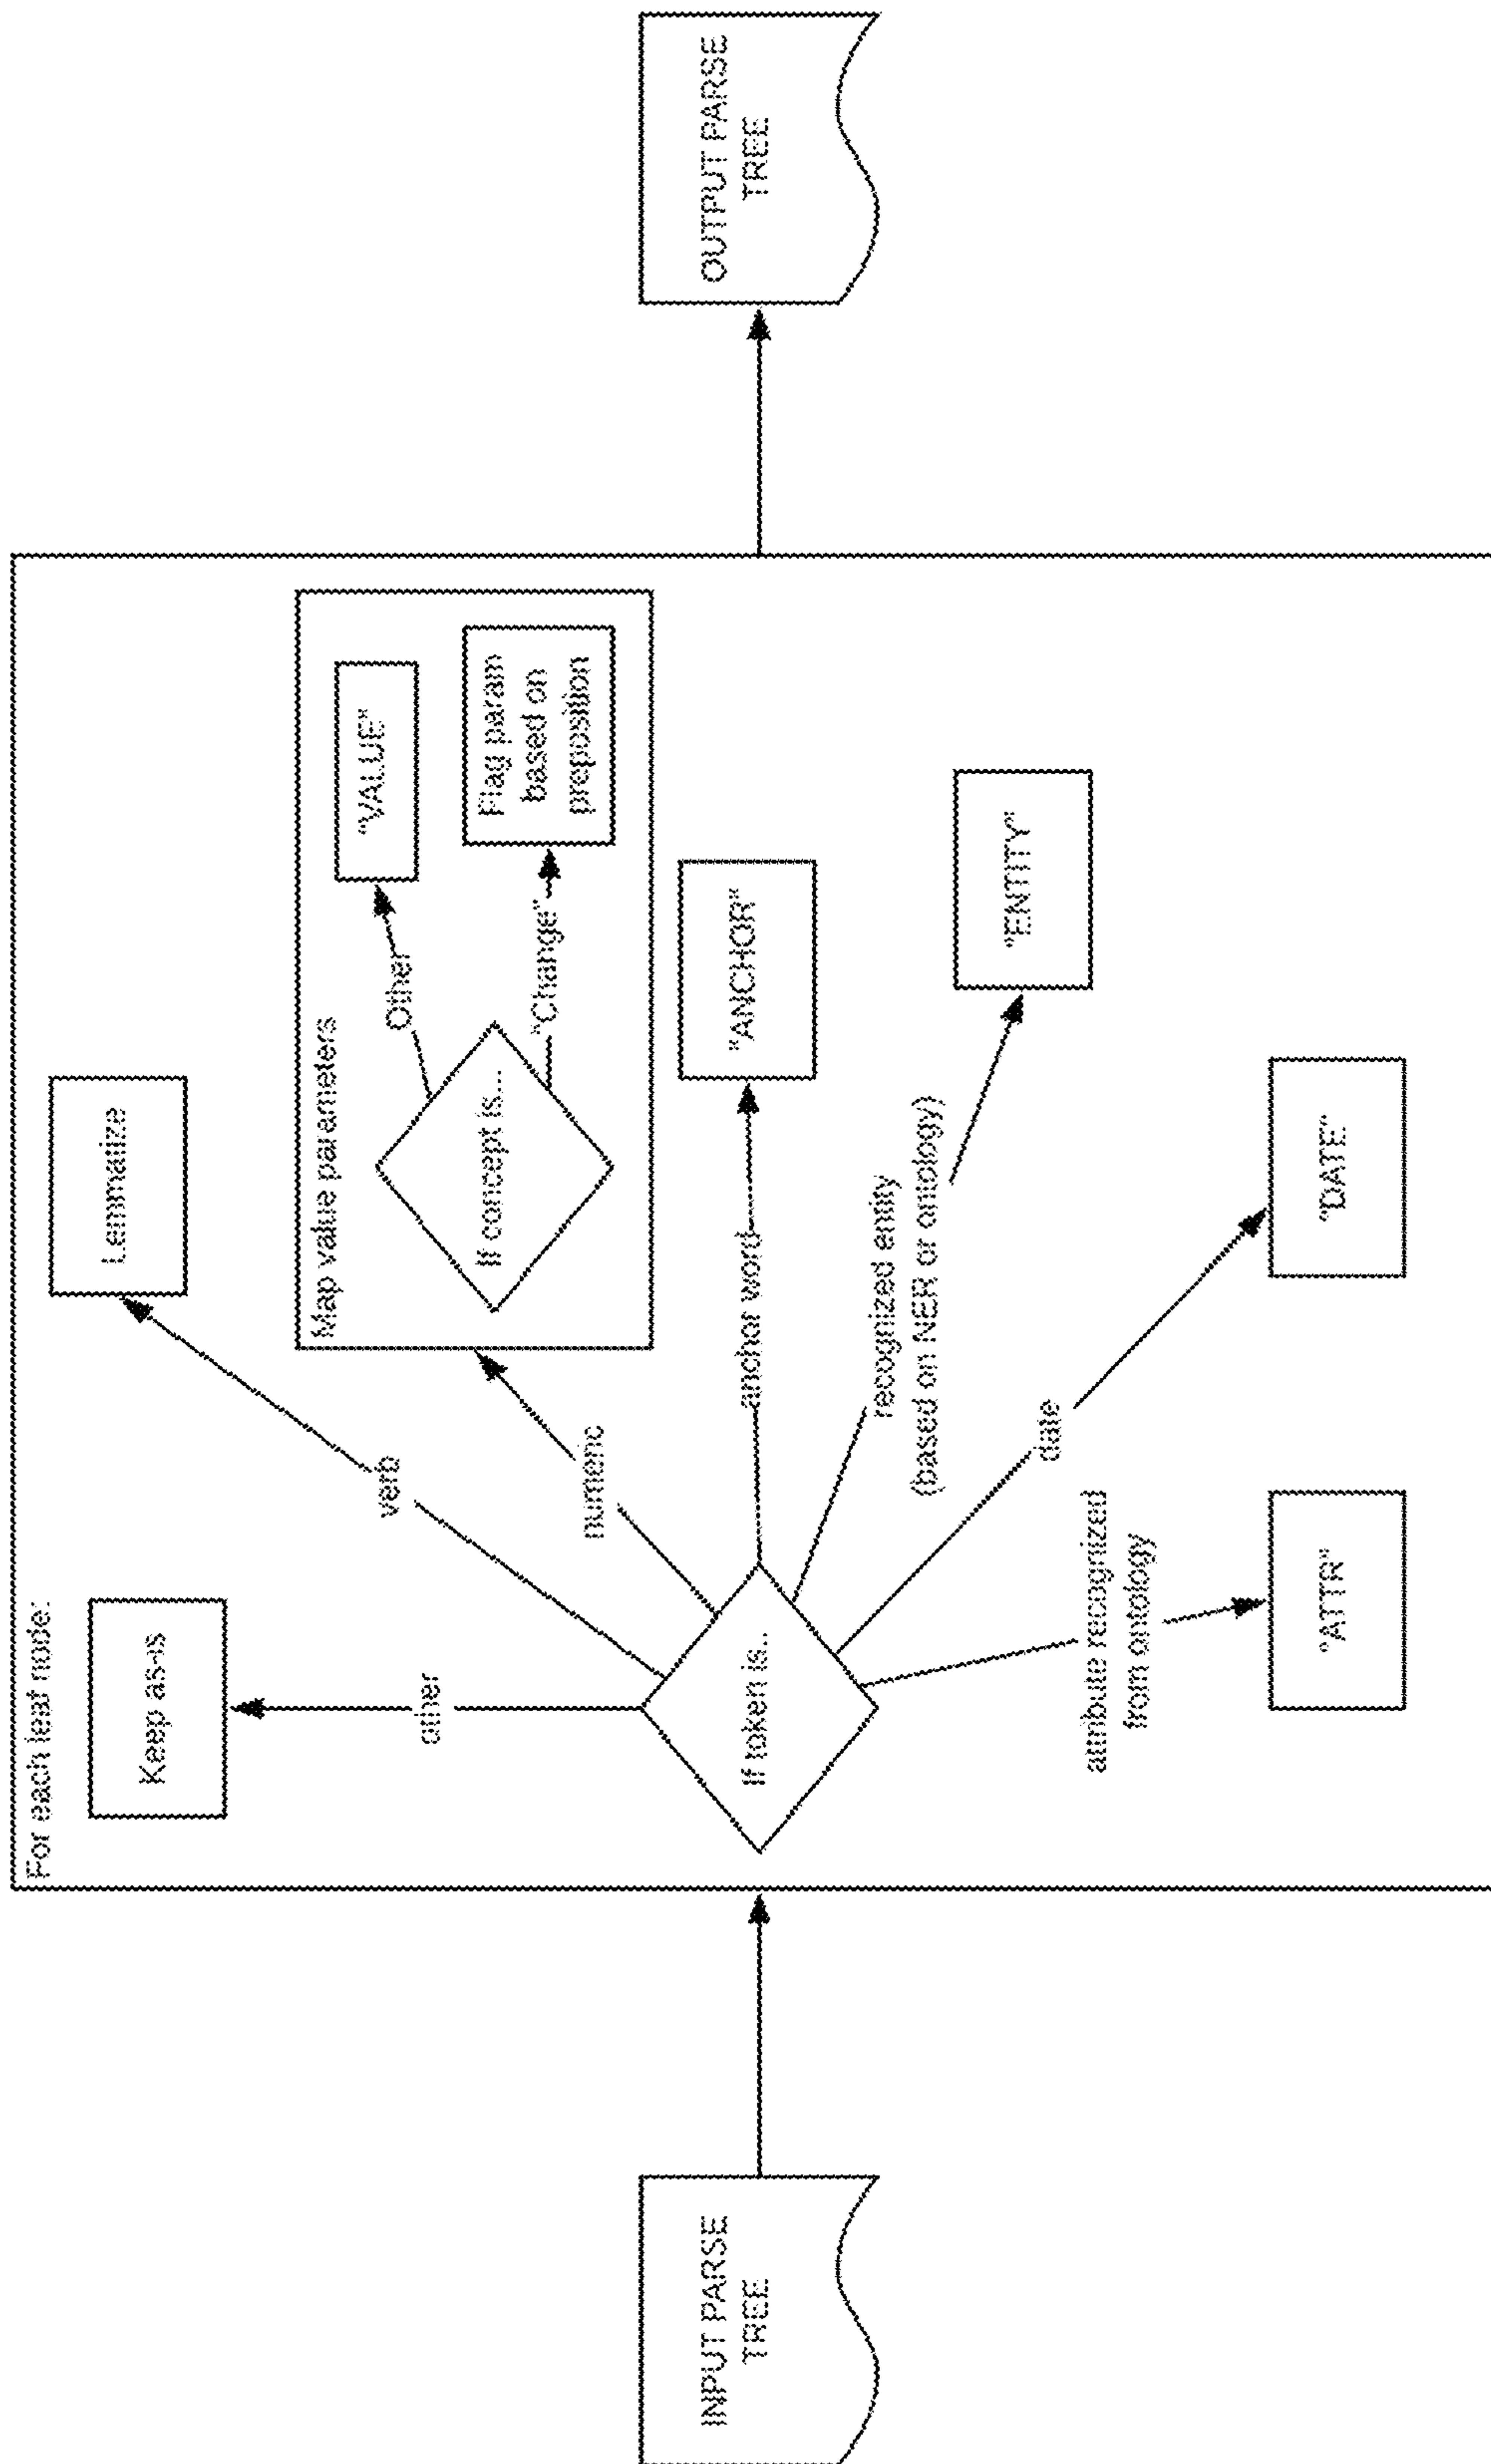 INPUT PARSE
TREE
For each leaf node:
Keep as-is
other
If token is..
attribute recognized
from ontology
"ATTR"
verb
Lemmatize
numeric
Map value parameters
If concept is...
Other
"VALUE"
"Change"
Flag param
based on
preposition
anchor word
"ANCHOR"
recognized entity
(based on NER or ontology)
"ENTITY"
date
"DATE"
OUTPUT PARSE
TREE